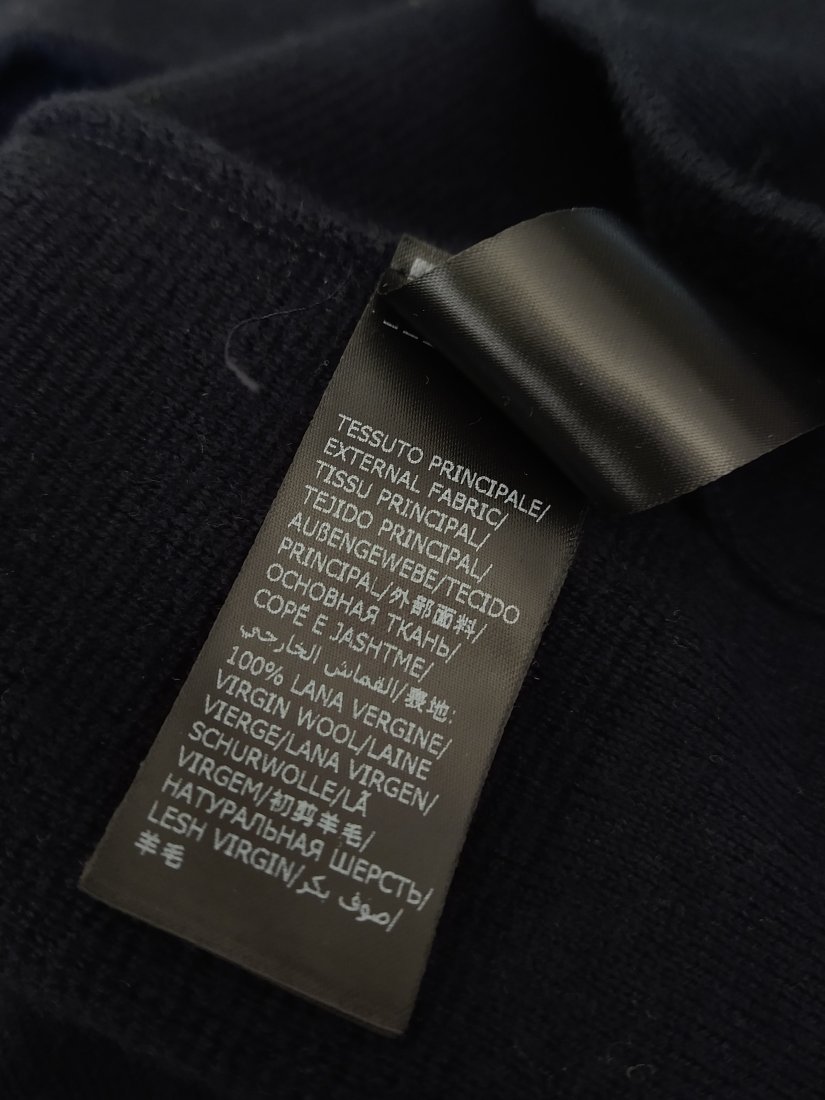 TESSUTO PRINCIPALE/
EXTERNAL FABRIC/
TISSU PRINCIPAL/
TEJIDO PRINCIPAL/
AUßENGEWEBE/TECIDO
PRINCIPAL/外部面料/
ОСНОВНАЯ ТКАНЬ/
COPË E JASHTME/
القماش الخارجي/裏地:
100% LANA VERGINE/
VIRGIN WOOL/LAINE
VIERGE/LANA VIRGEN/
SCHURWOLLE/LÃ
VIRGEM/初剪羊毛/
НАТУРАЛЬНАЯ ШЕРСТЬ/
LESH VIRGIN/صوف بكر/
羊毛